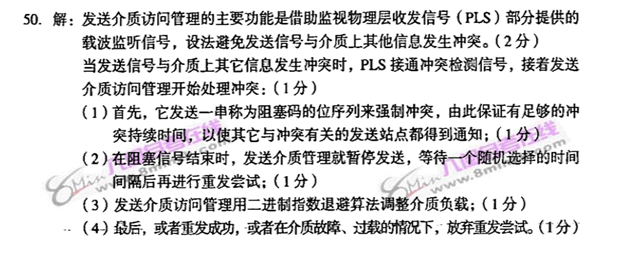 50. 解：发送介质访问管理的主要功能是借助监视物理层收发信号（PLS）部分提供的
载波监听信号，设法避免发送信号与介质上其他信息发生冲突。（2分）
当发送信号与介质上其它信息发生冲突时，PLS接通冲突检测信号，接着发送
介质访问管理开始处理冲突：（1分）
（1）首先，它发送一串称为阻塞码的位序列来强制冲突，由此保证有足够的冲
突持续时间，以使其它与冲突有关的发送站点都得到通知；（1分）
（2）在阻塞信号结束时，发送介质管理就暂停发送，等待一个随机选择的时间
间隔后再进行重发尝试；（1分）
（3）发送介质访问管理用二进制指数退避算法调整介质负载；（1分）
（4）最后，或者重发成功，或者在介质故障、过载的情况下，放弃重发尝试。（1分）